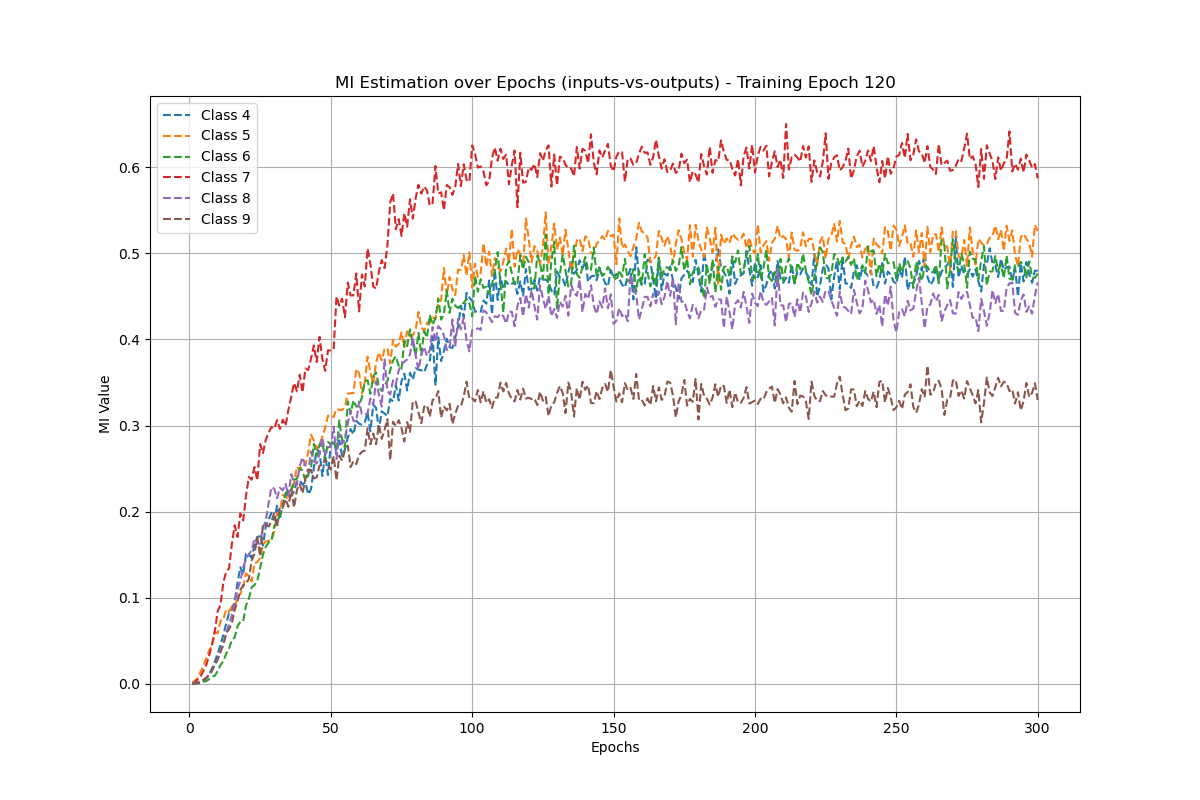 MI Estimation over Epochs (inputs-vs-outputs) - Training Epoch 120
Class 4
Class 5
Class 6
Class 7
Class 8
Class 9
MI Value
0.6
0.5
0.4
0.3
0.2
0.1
0.0
0 50 100 150 200 250 300
Epochs